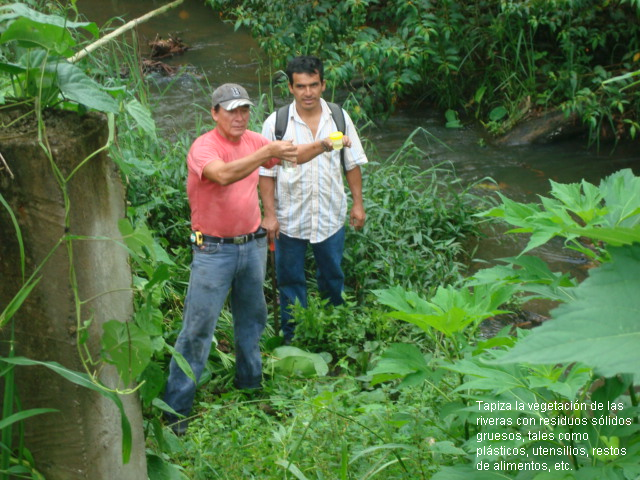 Tapiza la vegetación de las
riveras con residuos sólidos
gruesos, tales como
plásticos, utensilios, restos
de alimentos, etc.